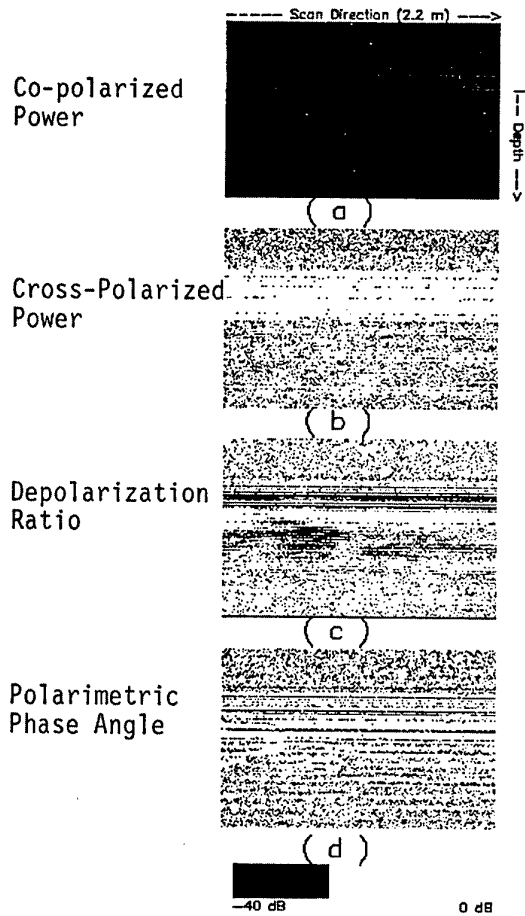 -----— Scan Direction (2.2 m) ---->
Co-polarized
Power
|--- Depth --->
(a)
Cross-Polarized
Power
(b)
Depolarization
Ratio
(c)
Polarimetric
Phase Angle
(d)
-40 dB
0 dB